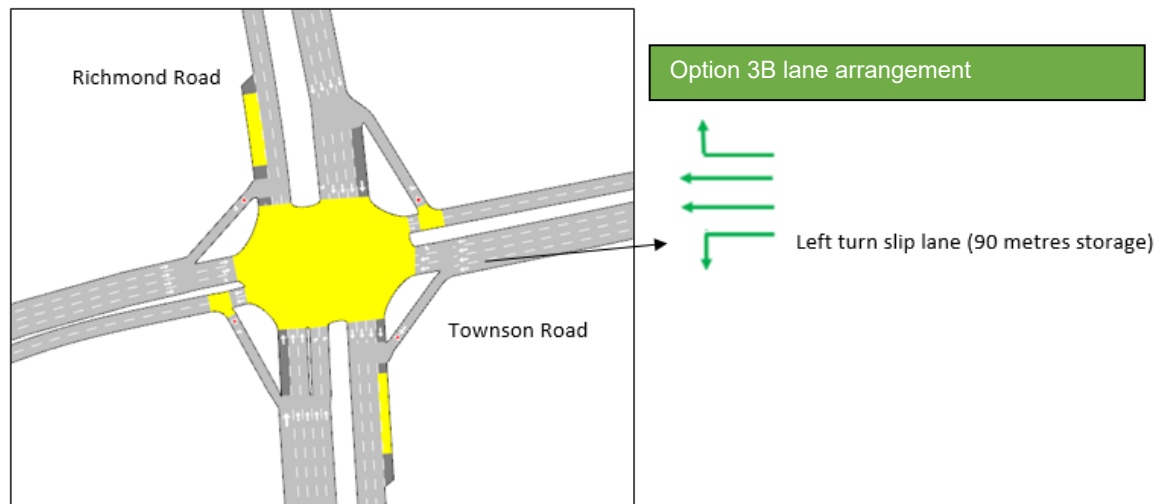 Richmond Road
Option 3B lane arrangement
Left turn slip lane (90 metres storage)
Townson Road